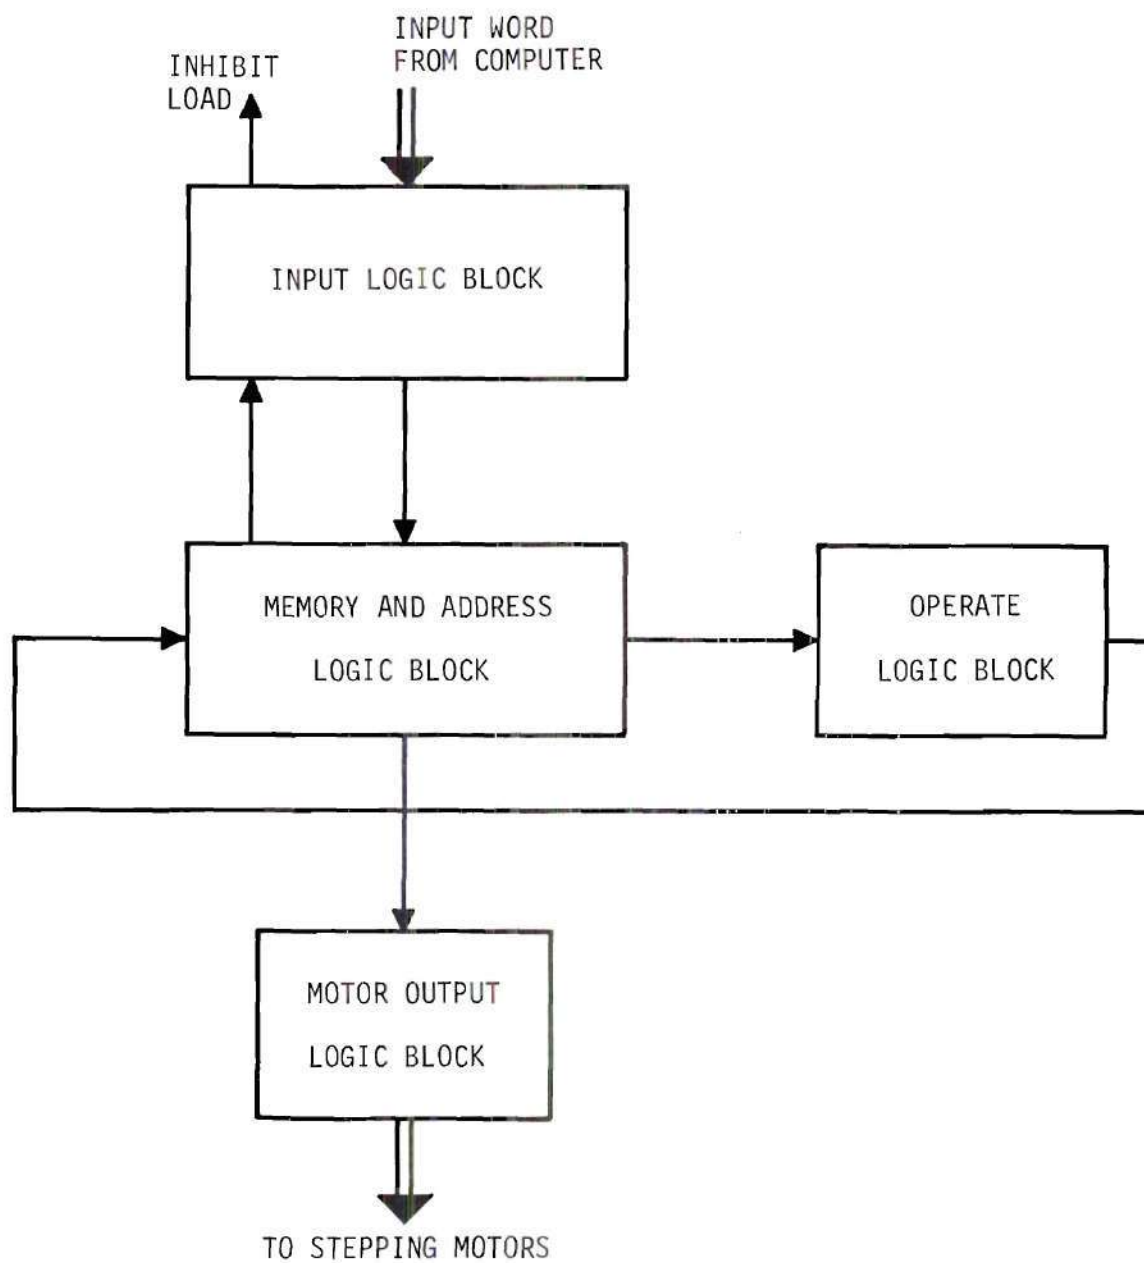 INPUT WORD
FROM COMPUTER
INHIBIT
LOAD
INPUT LOGIC BLOCK
MEMORY AND ADDRESS
LOGIC BLOCK
OPERATE
LOGIC BLOCK
MOTOR OUTPUT
LOGIC BLOCK
TO STEPPING MOTORS